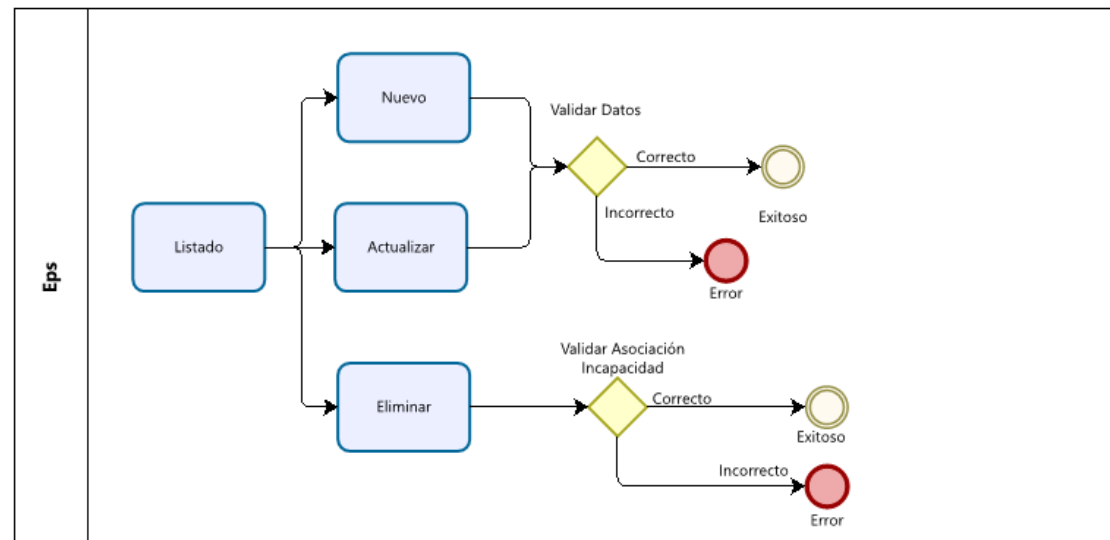 Eps
Listado
Nuevo
Actualizar
Eliminar
Validar Datos
Correcto
Exitoso
Incorrecto
Error
Validar Asociación
Incapacidad
Correcto
Exitoso
Incorrecto
Error